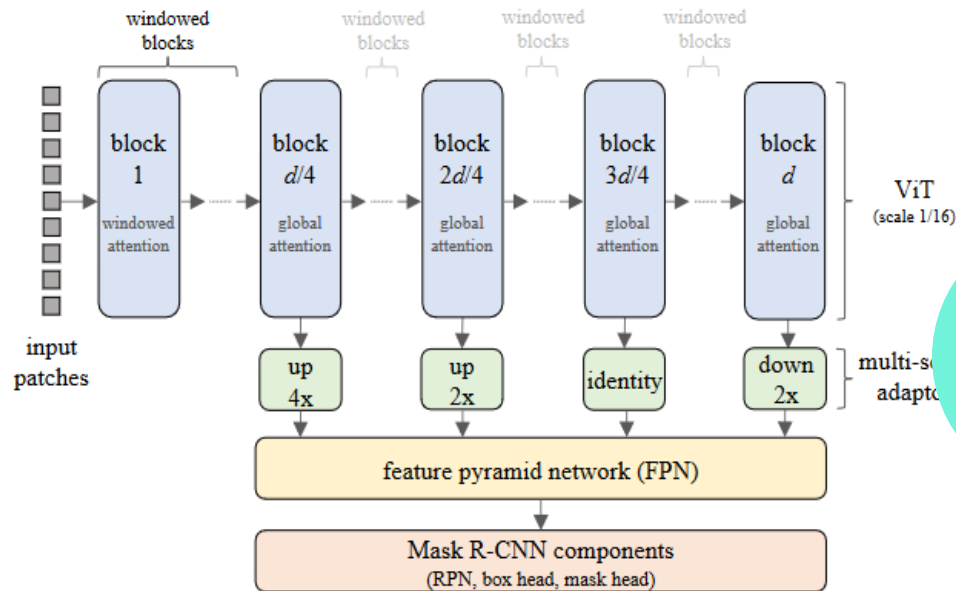 windowed
blocks
windowed
blocks
windowed
blocks
windowed
blocks
block
1
windowed
attention
block
d/4
global
attention
block
2d/4
global
attention
block
3d/4
global
attention
block
d
global
attention
ViT
(scale 1/16)
input
patches
up
4x
up
2x
identity
down
2x
feature pyramid network (FPN)
Mask R-CNN components
(RPN, box head, mask head)